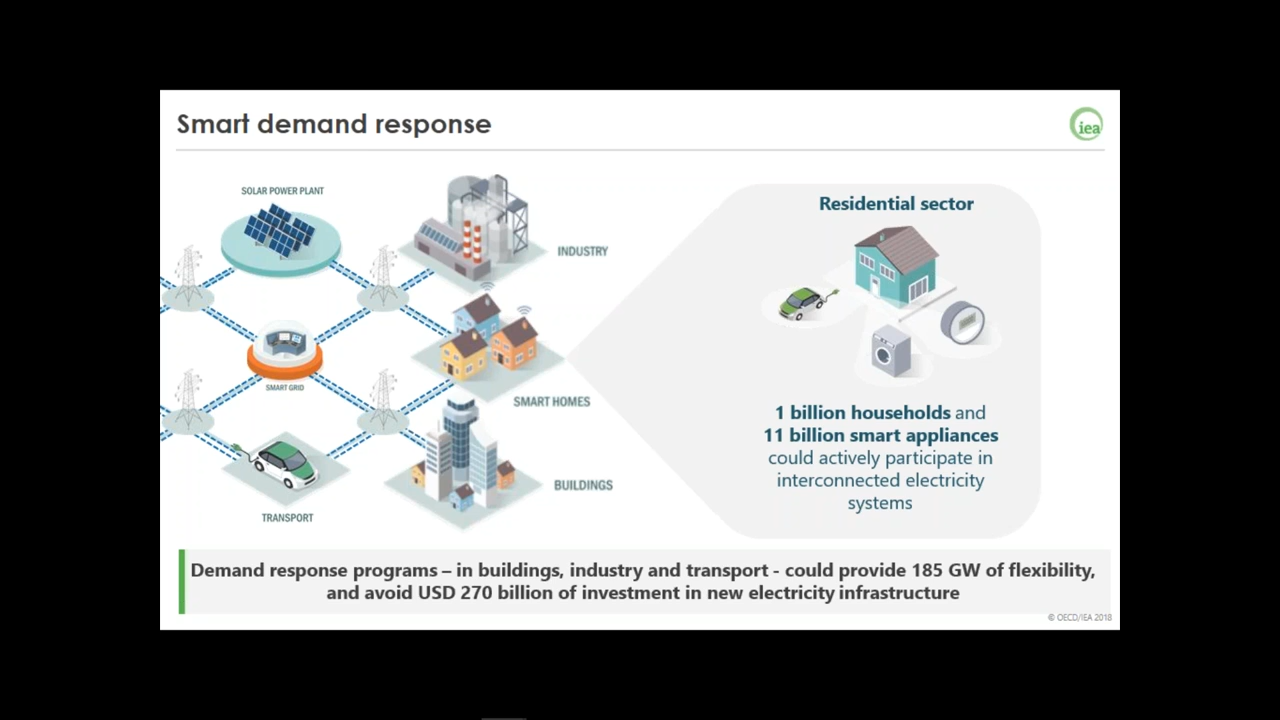 Smart demand response
iea
SOLAR POWER PLANT
INDUSTRY
SMART GRID
SMART HOMES
BUILDINGS
TRANSPORT
Residential sector
1 billion households and
11 billion smart appliances
could actively participate in
interconnected electricity
systems
Demand response programs – in buildings, industry and transport - could provide 185 GW of flexibility,
and avoid USD 270 billion of investment in new electricity infrastructure
© OECD/IEA 2018